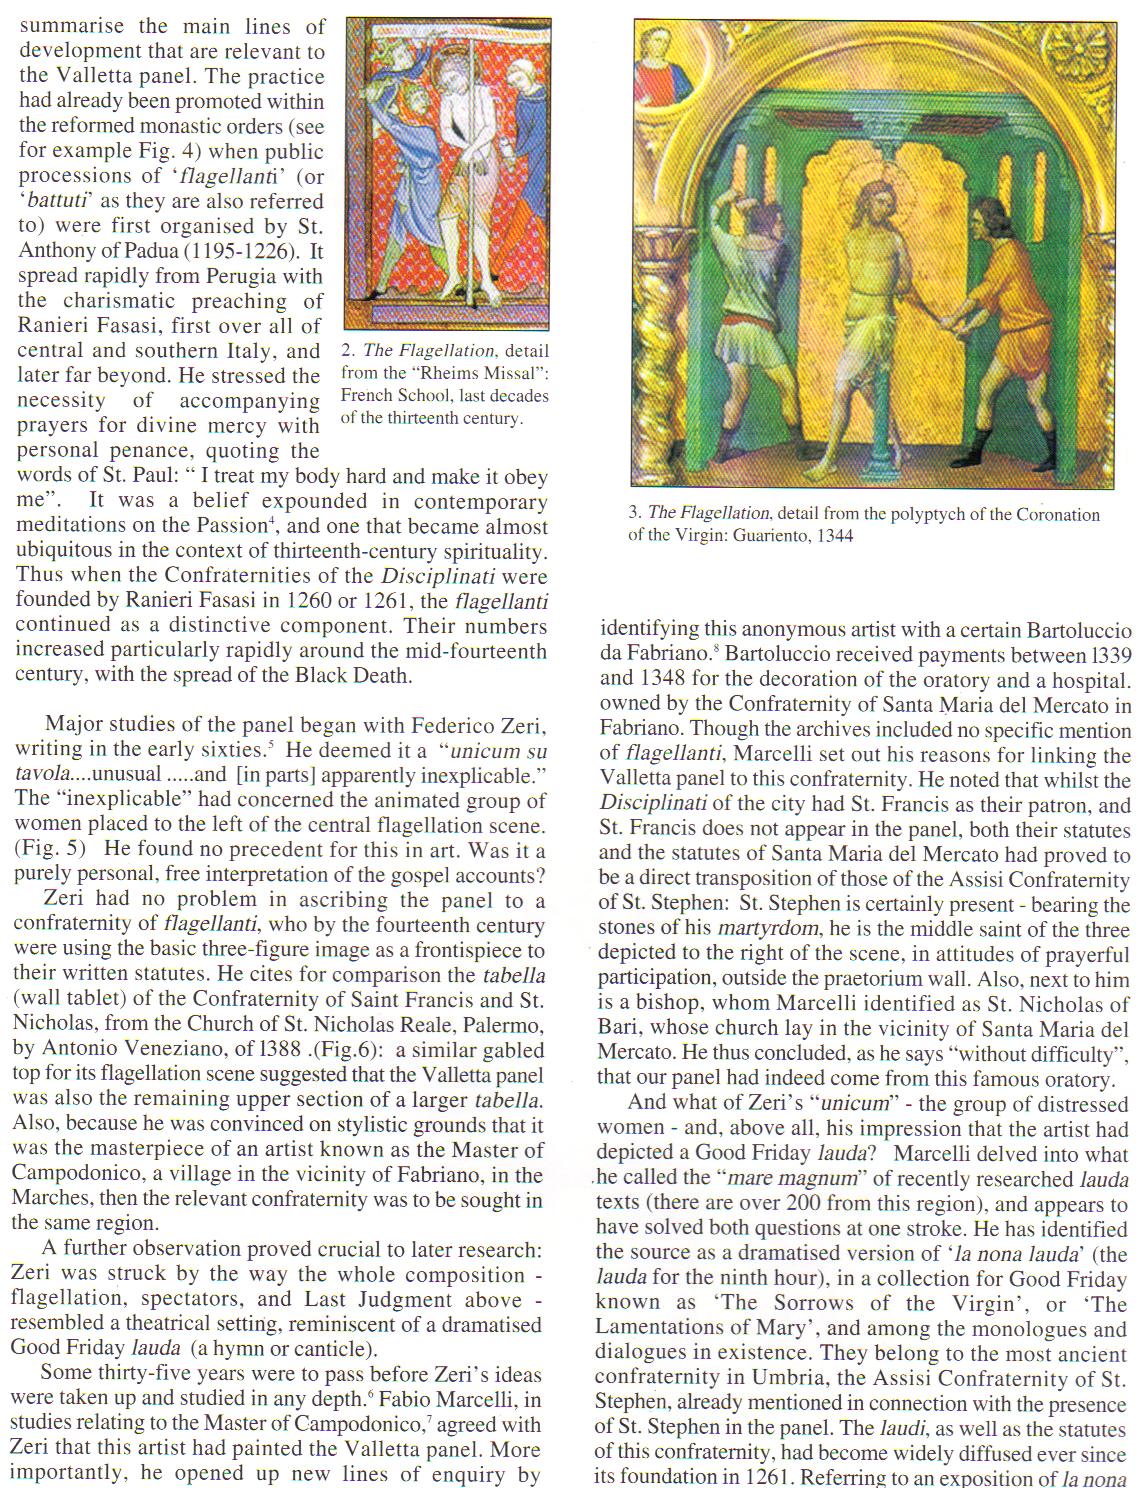 summarise the main lines of
development that are relevant to
the Valletta panel. The practice
had already been promoted within
the reformed monastic orders (see
for example Fig. 4) when public
processions of ‘flagellanti’ (or
‘battuti’ as they are also referred
to) were first organised by St.
Anthony of Padua (1195-1226). It
spread rapidly from Perugia with
the charismatic preaching of
Ranieri Fasasi, first over all of
central and southern Italy, and
later far beyond. He stressed the
necessity of accompanying
prayers for divine mercy with
personal penance, quoting the
words of St. Paul: “ I treat my body hard and make it obey
me”. It was a belief expounded in contemporary
meditations on the Passion⁴, and one that became almost
ubiquitous in the context of thirteenth-century spirituality.
Thus when the Confraternities of the Disciplinati were
founded by Ranieri Fasasi in 1260 or 1261, the flagellanti
continued as a distinctive component. Their numbers
increased particularly rapidly around the mid-fourteenth
century, with the spread of the Black Death.
2. The Flagellation, detail
from the “Rheims Missal”:
French School, last decades
of the thirteenth century.
Major studies of the panel began with Federico Zeri,
writing in the early sixties.⁵ He deemed it a “unicum su
tavola....unusual .....and [in parts] apparently inexplicable.”
The “inexplicable” had concerned the animated group of
women placed to the left of the central flagellation scene.
(Fig. 5) He found no precedent for this in art. Was it a
purely personal, free interpretation of the gospel accounts?
Zeri had no problem in ascribing the panel to a
confraternity of flagellanti, who by the fourteenth century
were using the basic three-figure image as a frontispiece to
their written statutes. He cites for comparison the tabella
(wall tablet) of the Confraternity of Saint Francis and St.
Nicholas, from the Church of St. Nicholas Reale, Palermo,
by Antonio Veneziano, of 1388 .(Fig.6): a similar gabled
top for its flagellation scene suggested that the Valletta panel
was also the remaining upper section of a larger tabella.
Also, because he was convinced on stylistic grounds that it
was the masterpiece of an artist known as the Master of
Campodonico, a village in the vicinity of Fabriano, in the
Marches, then the relevant confraternity was to be sought in
the same region.
A further observation proved crucial to later research:
Zeri was struck by the way the whole composition -
flagellation, spectators, and Last Judgment above -
resembled a theatrical setting, reminiscent of a dramatised
Good Friday lauda (a hymn or canticle).
Some thirty-five years were to pass before Zeri’s ideas
were taken up and studied in any depth.⁶ Fabio Marcelli, in
studies relating to the Master of Campodonico,⁷ agreed with
Zeri that this artist had painted the Valletta panel. More
importantly, he opened up new lines of enquiry by
3. The Flagellation, detail from the polyptych of the Coronation
of the Virgin: Guariento, 1344
identifying this anonymous artist with a certain Bartoluccio
da Fabriano.⁸ Bartoluccio received payments between 1339
and 1348 for the decoration of the oratory and a hospital.
owned by the Confraternity of Santa Maria del Mercato in
Fabriano. Though the archives included no specific mention
of flagellanti, Marcelli set out his reasons for linking the
Valletta panel to this confraternity. He noted that whilst the
Disciplinati of the city had St. Francis as their patron, and
St. Francis does not appear in the panel, both their statutes
and the statutes of Santa Maria del Mercato had proved to
be a direct transposition of those of the Assisi Confraternity
of St. Stephen: St. Stephen is certainly present - bearing the
stones of his martyrdom, he is the middle saint of the three
depicted to the right of the scene, in attitudes of prayerful
participation, outside the praetorium wall. Also, next to him
is a bishop, whom Marcelli identified as St. Nicholas of
Bari, whose church lay in the vicinity of Santa Maria del
Mercato. He thus concluded, as he says “without difficulty”,
that our panel had indeed come from this famous oratory.
And what of Zeri’s “unicum” - the group of distressed
women - and, above all, his impression that the artist had
depicted a Good Friday lauda? Marcelli delved into what
he called the “mare magnum” of recently researched lauda
texts (there are over 200 from this region), and appears to
have solved both questions at one stroke. He has identified
the source as a dramatised version of ‘la nona lauda’ (the
lauda for the ninth hour), in a collection for Good Friday
known as ‘The Sorrows of the Virgin’, or ‘The
Lamentations of Mary’, and among the monologues and
dialogues in existence. They belong to the most ancient
confraternity in Umbria, the Assisi Confraternity of St.
Stephen, already mentioned in connection with the presence
of St. Stephen in the panel. The laudi, as well as the statutes
of this confraternity, had become widely diffused ever since
its foundation in 1261. Referring to an exposition of la nona